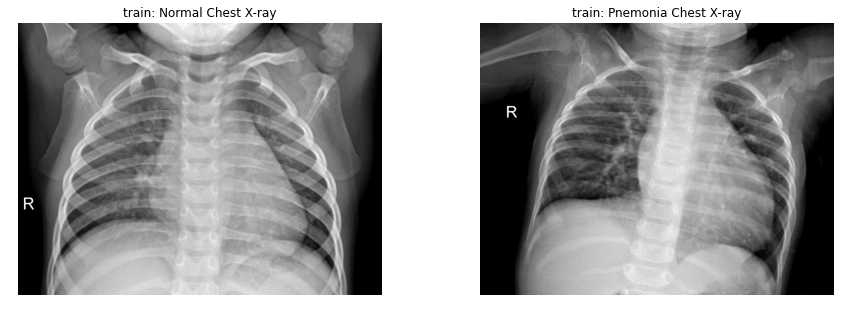 train: Normal Chest X-ray
train: Pnemonia Chest X-ray
R
R